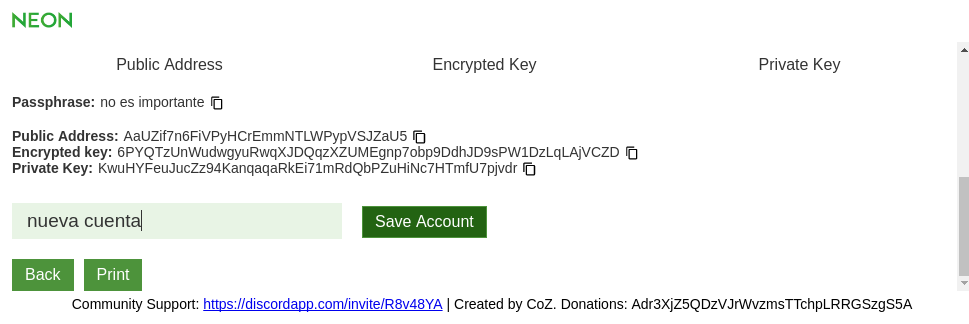 NEON
Public Address Encrypted Key Private Key
Passphrase: no es importante
Public Address: AaUZif7n6FiVPyHCrEmmNTLWPypVSJZaU5
Encrypted key: 6PYQTzUnWudwgyuRwqXJDQqzXZUMEgnp7obp9DdhJD9sPW1DzLqLAjVCZD
Private Key: KwuHYFeuJucZz94KanqaqaRkEi71mRdQbPZuHiNc7HTmfU7pjvdr
nueva cuenta Save Account
Back Print
Community Support: https://discordapp.com/invite/R8v48YA | Created by CoZ. Donations: Adr3XjZ5QDzVJrWvzmsTTchpLRRGSzgS5A